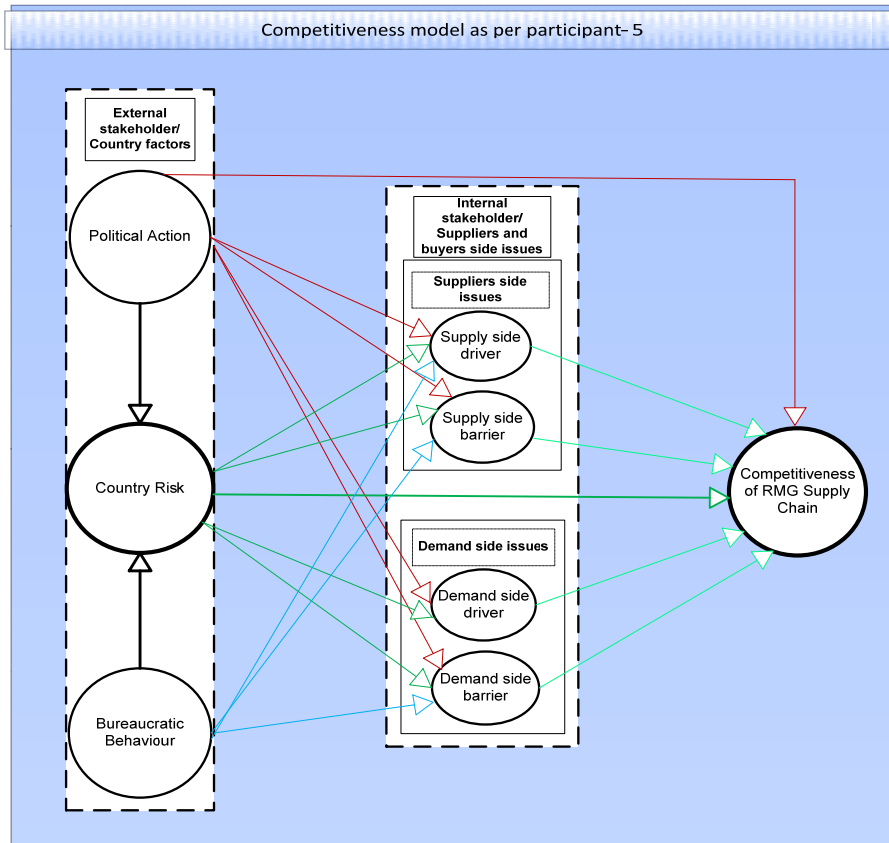 Competitiveness model as per participant– 5
External
stakeholder/
Country factors
Political Action
Country Risk
Bureaucratic
Behaviour
Internal
stakeholder/
Suppliers and
buyers side issues
Suppliers side
issues
Supply side
driver
Supply side
barrier
Demand side issues
Demand side
driver
Demand side
barrier
Competitiveness
of RMG Supply
Chain